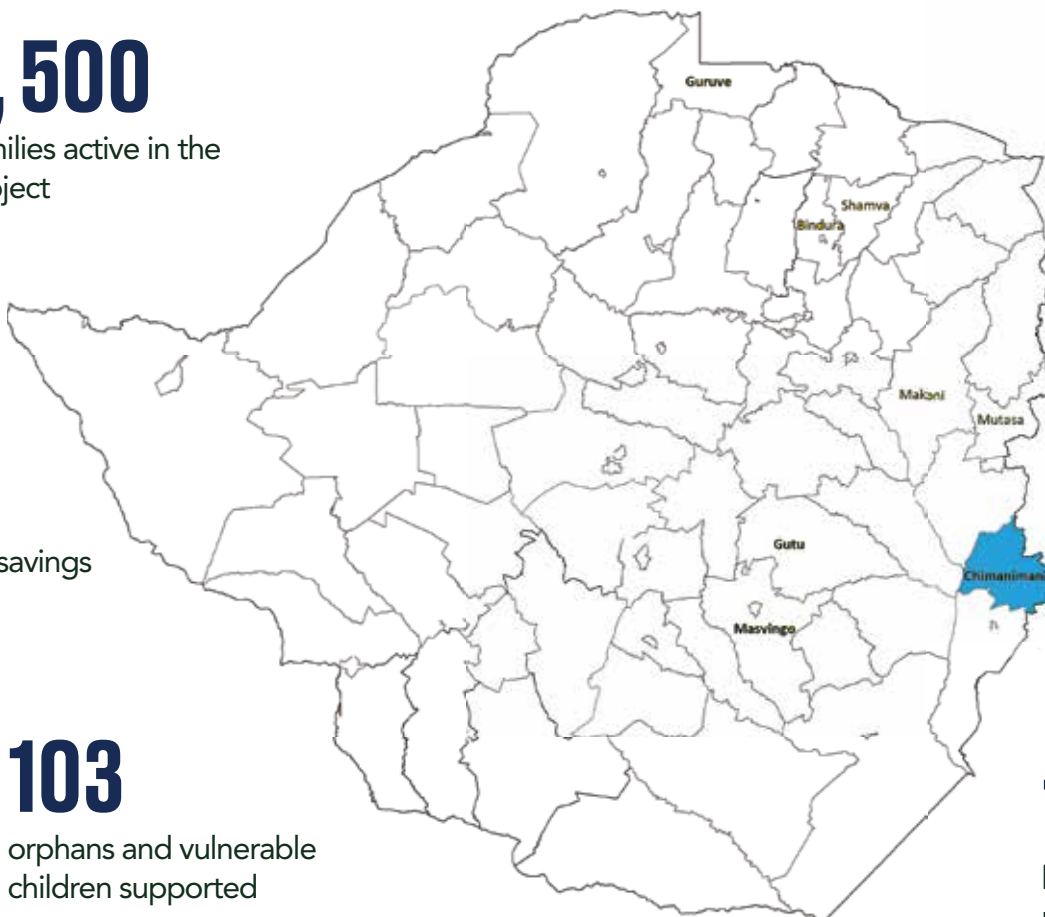 , 500
nilies active in the
oject
Guruve
Shamva
Bindura
Makoni
Mutasa
savings
Gutu
Chimanimani
Masvingo
103
orphans and vulnerable
children supported